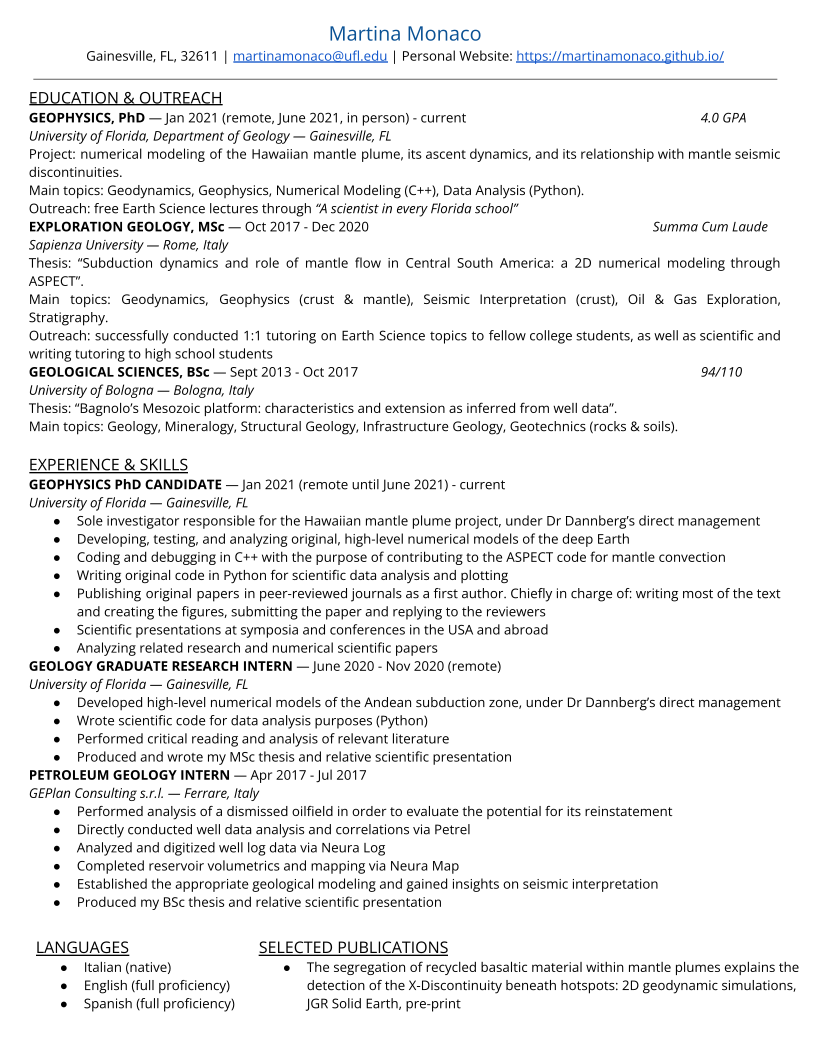 Martina Monaco
Gainesville, FL, 32611 | martinamonaco@ufl.edu | Personal Website: https://martinamonaco.github.io/
EDUCATION & OUTREACH
GEOPHYSICS, PhD — Jan 2021 (remote, June 2021, in person) - current 4.0 GPA
University of Florida, Department of Geology — Gainesville, FL
Project: numerical modeling of the Hawaiian mantle plume, its ascent dynamics, and its relationship with mantle seismic
discontinuities.
Main topics: Geodynamics, Geophysics, Numerical Modeling (C++), Data Analysis (Python).
Outreach: free Earth Science lectures through “A scientist in every Florida school”
EXPLORATION GEOLOGY, MSc — Oct 2017 - Dec 2020 Summa Cum Laude
Sapienza University — Rome, Italy
Thesis: “Subduction dynamics and role of mantle flow in Central South America: a 2D numerical modeling through
ASPECT”.
Main topics: Geodynamics, Geophysics (crust & mantle), Seismic Interpretation (crust), Oil & Gas Exploration,
Stratigraphy.
Outreach: successfully conducted 1:1 tutoring on Earth Science topics to fellow college students, as well as scientific and
writing tutoring to high school students
GEOLOGICAL SCIENCES, BSc — Sept 2013 - Oct 2017 94/110
University of Bologna — Bologna, Italy
Thesis: “Bagnolo’s Mesozoic platform: characteristics and extension as inferred from well data”.
Main topics: Geology, Mineralogy, Structural Geology, Infrastructure Geology, Geotechnics (rocks & soils).
EXPERIENCE & SKILLS
GEOPHYSICS PhD CANDIDATE — Jan 2021 (remote until June 2021) - current
University of Florida — Gainesville, FL
● Sole investigator responsible for the Hawaiian mantle plume project, under Dr Dannberg’s direct management
● Developing, testing, and analyzing original, high-level numerical models of the deep Earth
● Coding and debugging in C++ with the purpose of contributing to the ASPECT code for mantle convection
● Writing original code in Python for scientific data analysis and plotting
● Publishing original papers in peer-reviewed journals as a first author. Chiefly in charge of: writing most of the text
and creating the figures, submitting the paper and replying to the reviewers
● Scientific presentations at symposia and conferences in the USA and abroad
● Analyzing related research and numerical scientific papers
GEOLOGY GRADUATE RESEARCH INTERN — June 2020 - Nov 2020 (remote)
University of Florida — Gainesville, FL
● Developed high-level numerical models of the Andean subduction zone, under Dr Dannberg’s direct management
● Wrote scientific code for data analysis purposes (Python)
● Performed critical reading and analysis of relevant literature
● Produced and wrote my MSc thesis and relative scientific presentation
PETROLEUM GEOLOGY INTERN — Apr 2017 - Jul 2017
GEPlan Consulting s.r.l. — Ferrare, Italy
● Performed analysis of a dismissed oilfield in order to evaluate the potential for its reinstatement
● Directly conducted well data analysis and correlations via Petrel
● Analyzed and digitized well log data via Neura Log
● Completed reservoir volumetrics and mapping via Neura Map
● Established the appropriate geological modeling and gained insights on seismic interpretation
● Produced my BSc thesis and relative scientific presentation
LANGUAGES
● Italian (native)
● English (full proficiency)
● Spanish (full proficiency)
SELECTED PUBLICATIONS
● The segregation of recycled basaltic material within mantle plumes explains the
detection of the X-Discontinuity beneath hotspots: 2D geodynamic simulations,
JGR Solid Earth, pre-print